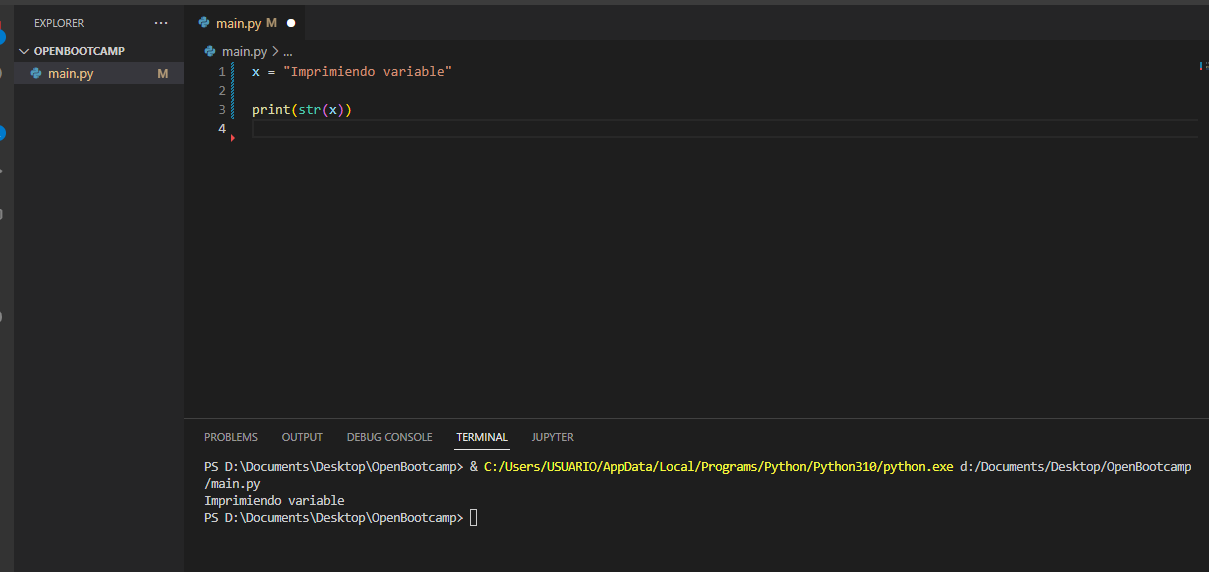 EXPLORER ...
OPENBOOTCAMP
main.py M
main.py M
main.py > ...
1 x = "Imprimiendo variable"
2
3 print(str(x))
4
PROBLEMS OUTPUT DEBUG CONSOLE TERMINAL JUPYTER
PS D:\Documents\Desktop\OpenBootcamp> & C:/Users/USUARIO/AppData/Local/Programs/Python/Python310/python.exe d:/Documents/Desktop/OpenBootcamp
/main.py
Imprimiendo variable
PS D:\Documents\Desktop\OpenBootcamp>